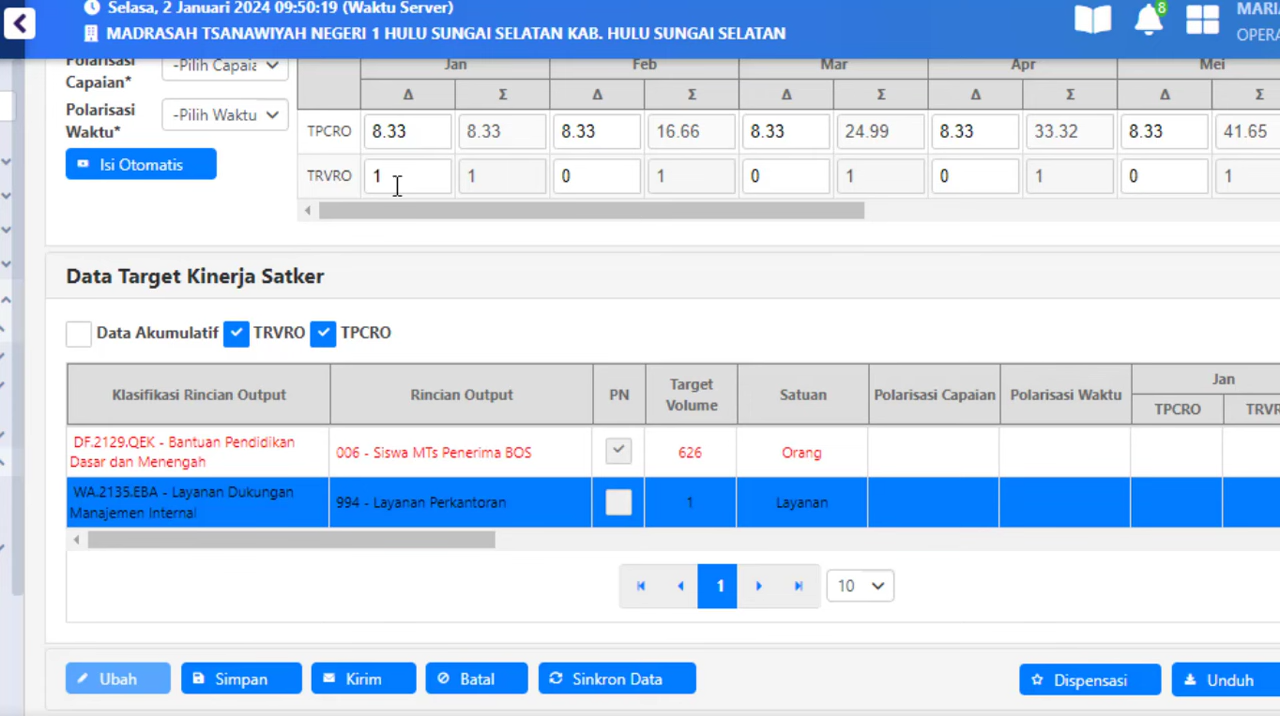 Selasa, 2 Januari 2024 09:50:19 (Waktu Server)
MADRASAH TSANAWIYAH NEGERI 1 HULU SUNGAI SELATAN KAB. HULU SUNGAI SELATAN
8
OPERA
Polarisasi Capaian*
-Pilih Capaia
Polarisasi Waktu*
-Pilih Waktu
Isi Otomatis
Jan Feb Mar Apr Mei
Δ Σ Δ Σ Δ Σ Δ Σ Δ Σ
TPCRO 8.33 8.33 8.33 16.66 8.33 24.99 8.33 33.32 8.33 41.65
TRVRO 1 1 0 1 0 1 0 1 0 1
Data Target Kinerja Satker
Data Akumulatif TRVRO TPCRO
Klasifikasi Rincian Output Rincian Output PN Target Volume Satuan Polarisasi Capaian Polarisasi Waktu Jan
TPCRO TRVR
DF.2129.QEK - Bantuan Pendidikan
Dasar dan Menengah
006 - Siswa MTs Penerima BOS 626 Orang
WA.2135.EBA - Layanan Dukungan
Manajemen Internal
994 - Layanan Perkantoran 1 Layanan
1 10
Ubah Simpan Kirim Batal Sinkron Data Dispensasi Unduh